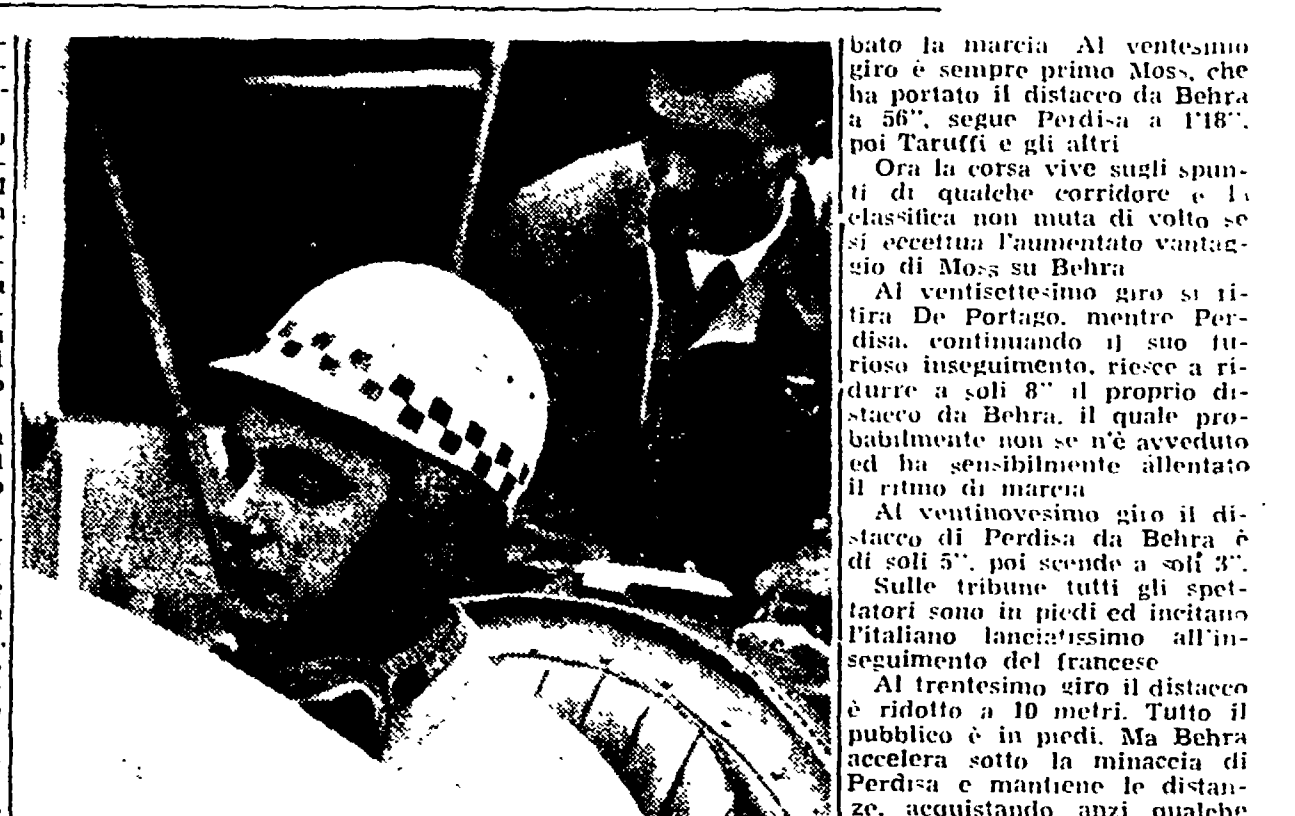 bato la marcia Al ventesimo
giro è sempre primo Moss, che
ha portato il distacco da Behra
a 56", segue Perdisa a 1'18",
poi Taruffi e gli altri
Ora la corsa vive sugli spun-
ti di qualche corridore e la
classifica non muta di volto se
si eccettua l'aumentato vantag-
gio di Moss su Behra
Al ventisettesimo giro si ri-
tira De Portago, mentre Per-
disa, continuando il suo fu-
rioso inseguimento, riesce a ri-
durre a soli 8" il proprio di-
stacco da Behra, il quale pro-
babilmente non se n'è avveduto
ed ha sensibilmente allentato
il ritmo di marcia
Al ventinovesimo giro il di-
stacco di Perdisa da Behra è
di soli 5", poi scende a soli 3".
Sulle tribune tutti gli spet-
tatori sono in piedi ed incitano
l'italiano lanciatissimo all'in-
seguimento del francese
Al trentesimo giro il distacco
è ridotto a 10 metri. Tutto il
pubblico è in piedi. Ma Behra
accelera sotto la minaccia di
Perdisa e mantiene le distan-
ze, acquistando anzi qualche